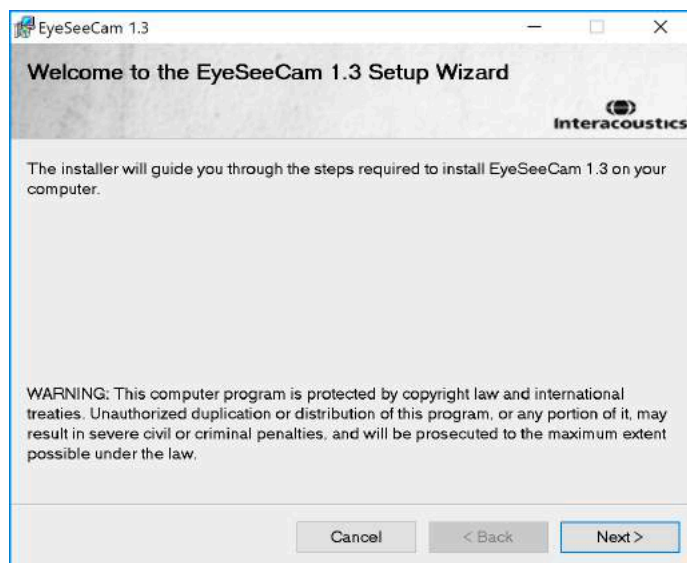 EyeSeeCam 1.3
Welcome to the EyeSeeCam 1.3 Setup Wizard
Interacoustics
The installer will guide you through the steps required to install EyeSeeCam 1.3 on your
computer.
WARNING: This computer program is protected by copyright law and international
treaties. Unauthorized duplication or distribution of this program, or any portion of it, may
result in severe civil or criminal penalties, and will be prosecuted to the maximum extent
possible under the law.
Cancel < Back Next >